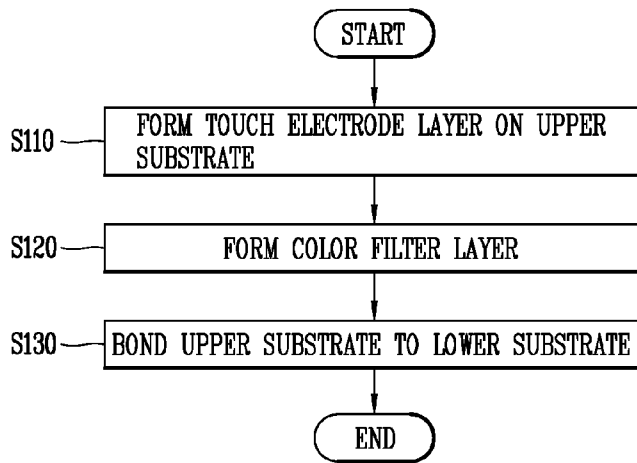 START
S110
FORM TOUCH ELECTRODE LAYER ON UPPER
SUBSTRATE
S120
FORM COLOR FILTER LAYER
S130
BOND UPPER SUBSTRATE TO LOWER SUBSTRATE
END